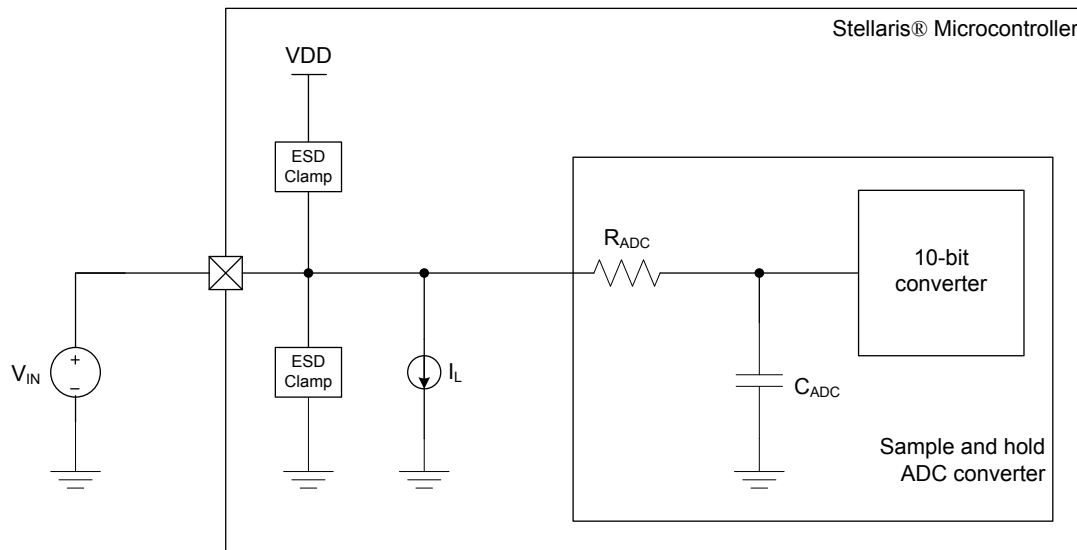 Stellaris® Microcontroller
VDD
ESD
Clamp
R_ADC
10-bit
converter
V_IN
+
–
ESD
Clamp
I_L
C_ADC
Sample and hold
ADC converter